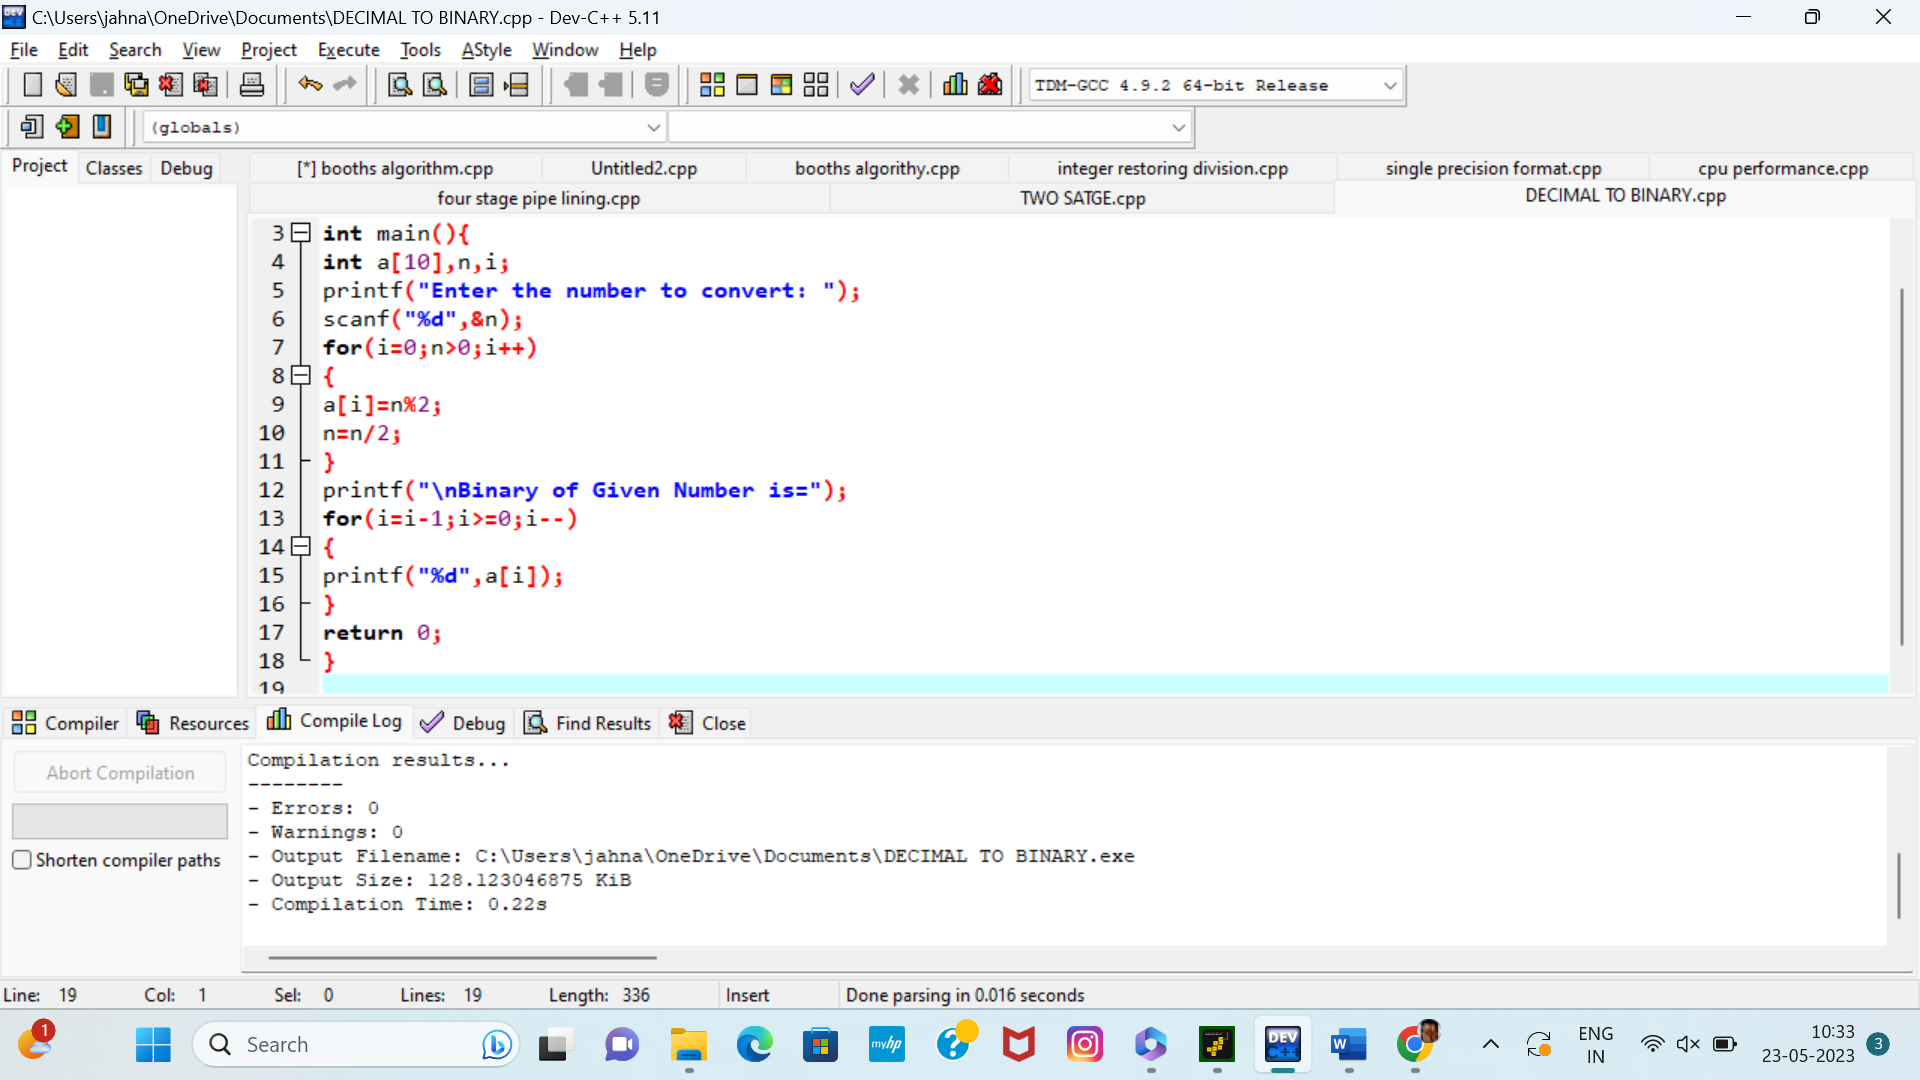 C:\Users\jahna\OneDrive\Documents\DECIMAL TO BINARY.cpp - Dev-C++ 5.11
File Edit Search View Project Execute Tools AStyle Window Help
TDM-GCC 4.9.2 64-bit Release
(globals)
Project Classes Debug
[*] booths algorithm.cpp Untitled2.cpp booths algorithy.cpp integer restoring division.cpp single precision format.cpp cpu performance.cpp
four stage pipe lining.cpp TWO SATGE.cpp DECIMAL TO BINARY.cpp
3 int main(){
4 int a[10],n,i;
5 printf("Enter the number to convert: ");
6 scanf("%d",&n);
7 for(i=0;n>0;i++)
8 {
9 a[i]=n%2;
10 n=n/2;
11 }
12 printf("\nBinary of Given Number is=");
13 for(i=i-1;i>=0;i--)
14 {
15 printf("%d",a[i]);
16 }
17 return 0;
18 }
19
Compiler Resources Compile Log Debug Find Results Close
Abort Compilation
Shorten compiler paths
Compilation results...
--------
- Errors: 0
- Warnings: 0
- Output Filename: C:\Users\jahna\OneDrive\Documents\DECIMAL TO BINARY.exe
- Output Size: 128.123046875 KiB
- Compilation Time: 0.22s
Line: 19 Col: 1 Sel: 0 Lines: 19 Length: 336 Insert Done parsing in 0.016 seconds
1
Search
myhp
DEV C++
W
ENG
IN
10:33
23-05-2023
3